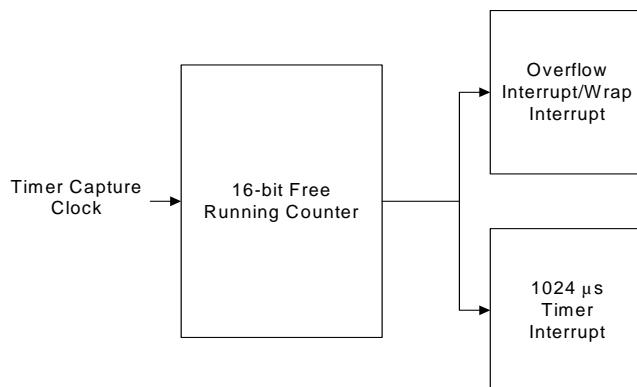 Overflow
Interrupt/Wrap
Interrupt
Timer Capture
Clock
16-bit Free
Running Counter
1024 μs
Timer
Interrupt